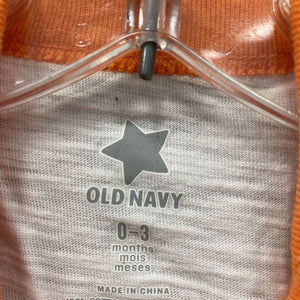 OLD NAVY
0-3
months
mois
meses
MADE IN CHINA